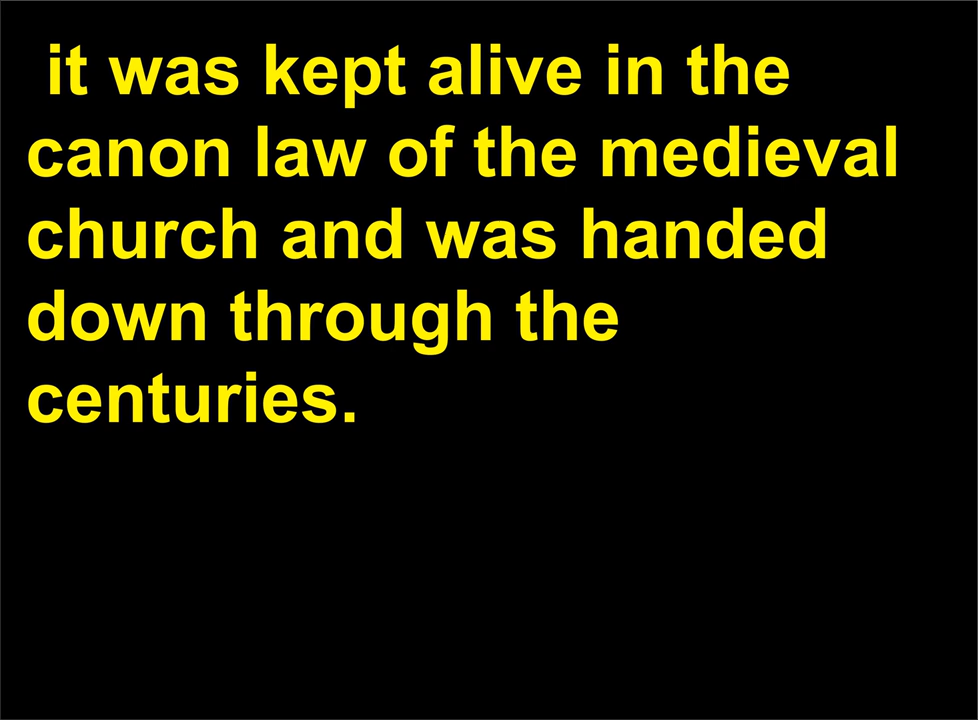 it was kept alive in the
canon law of the medieval
church and was handed
down through the
centuries.